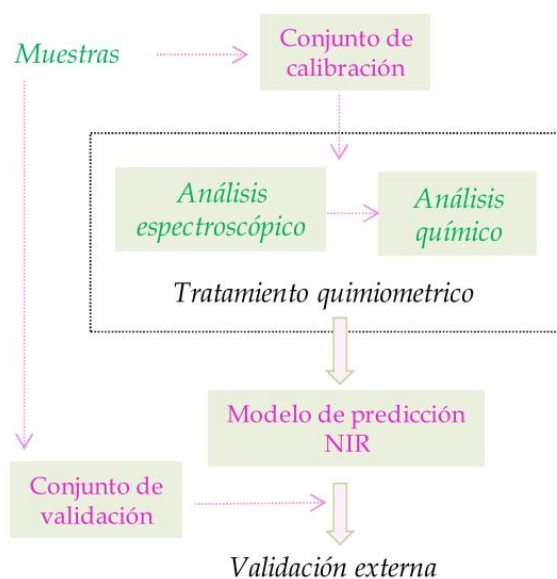 Muestras
Conjunto de
calibración
Análisis
espectroscópico
Análisis
químico
Tratamiento quimiometrico
Modelo de predicción
NIR
Conjunto de
validación
Validación externa